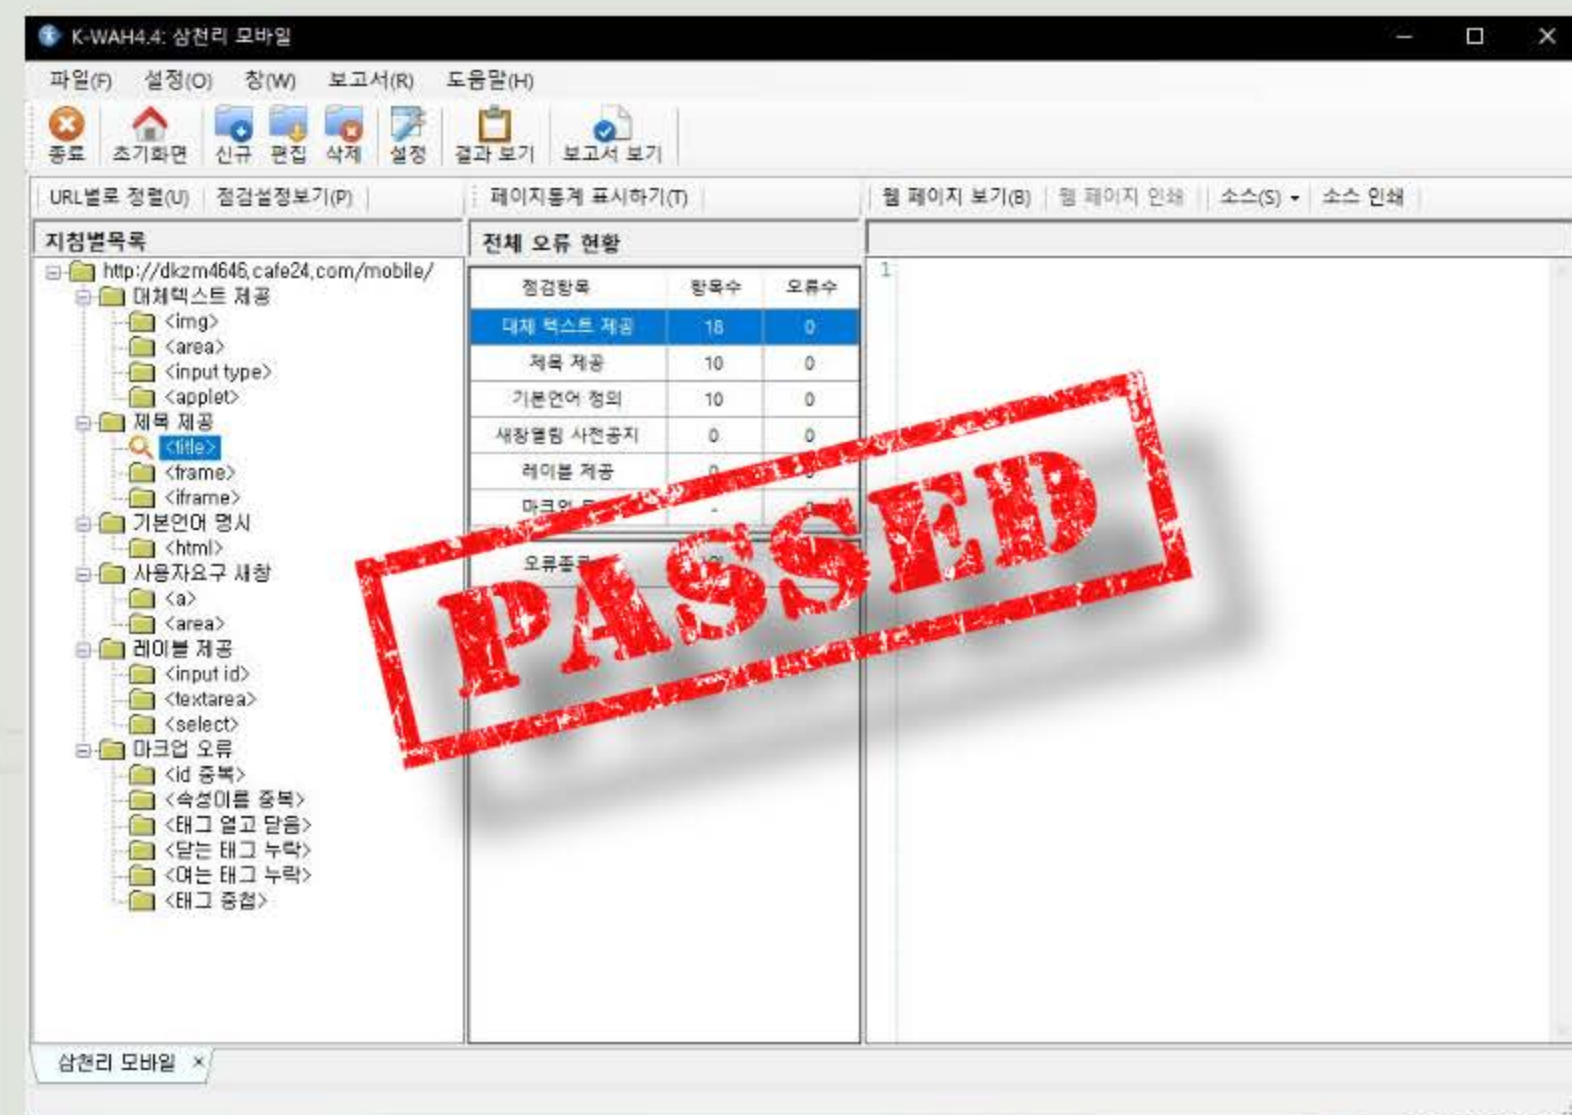 K-WAH4.4: 삼천리 모바일
파일(F) 설정(O) 창(W) 보고서(R) 도움말(H)
종료 초기화면 신규 편집 삭제 설정 결과 보기 보고서 보기
URL별로 정렬(U) 점검설정보기(P) 페이지통계 표시하기(T) 웹 페이지 보기(B) 웹 페이지 인쇄 소스(S) 소스 인쇄
지침별목록
http://dkzm4646.cafe24.com/mobile/
대체텍스트 제공
<img>
<area>
<input type>
<applet>
제목 제공
<title>
<frame>
<iframe>
기본언어 명시
<html>
사용자요구 새창
<a>
<area>
레이블 제공
<input id>
<textarea>
<select>
마크업 오류
<id 중복>
<속성이름 중복>
<태그 열고 닫음>
<닫는 태그 누락>
<여는 태그 누락>
<태그 중첩>
전체 오류 현황
점검항목 항목수 오류수
대체 텍스트 제공 18 0
제목 제공 10 0
기본언어 정의 10 0
새창열림 사전공지 0 0
레이블 제공
마크업 -
1
PASSED
삼천리 모바일 ×